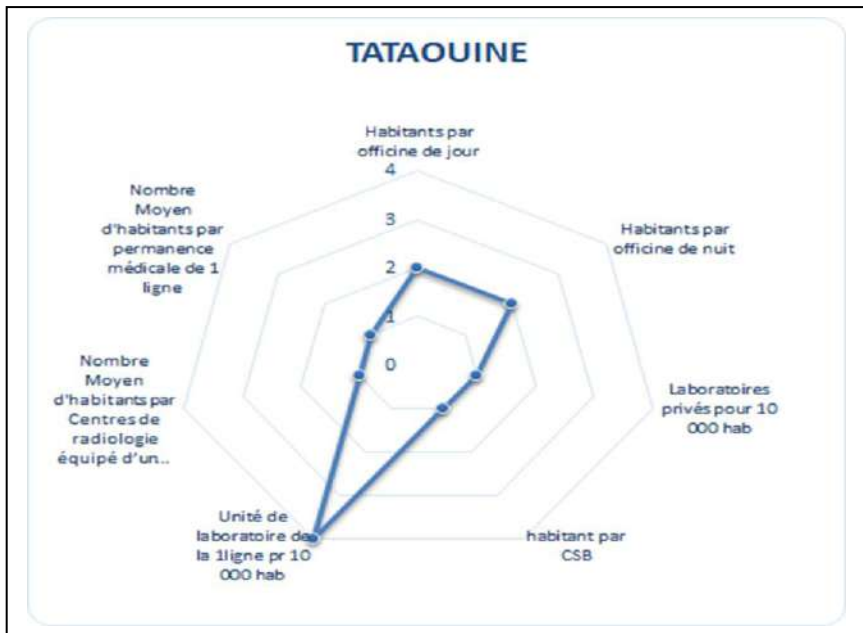 TATAOUINE
Habitants par
officine de jour
4
3
2
1
0
Habitants par
officine de nuit
Laboratoires
privés pour 10
000 hab
habitant par
CSB
Unité de
laboratoire de
la 1ligne pr 10
000 hab
Nombre
Moyen
d'habitants par
Centres de
radiologie
équipé d'un..
Nombre
Moyen
d'habitants par
permanance
médicale de 1
ligne